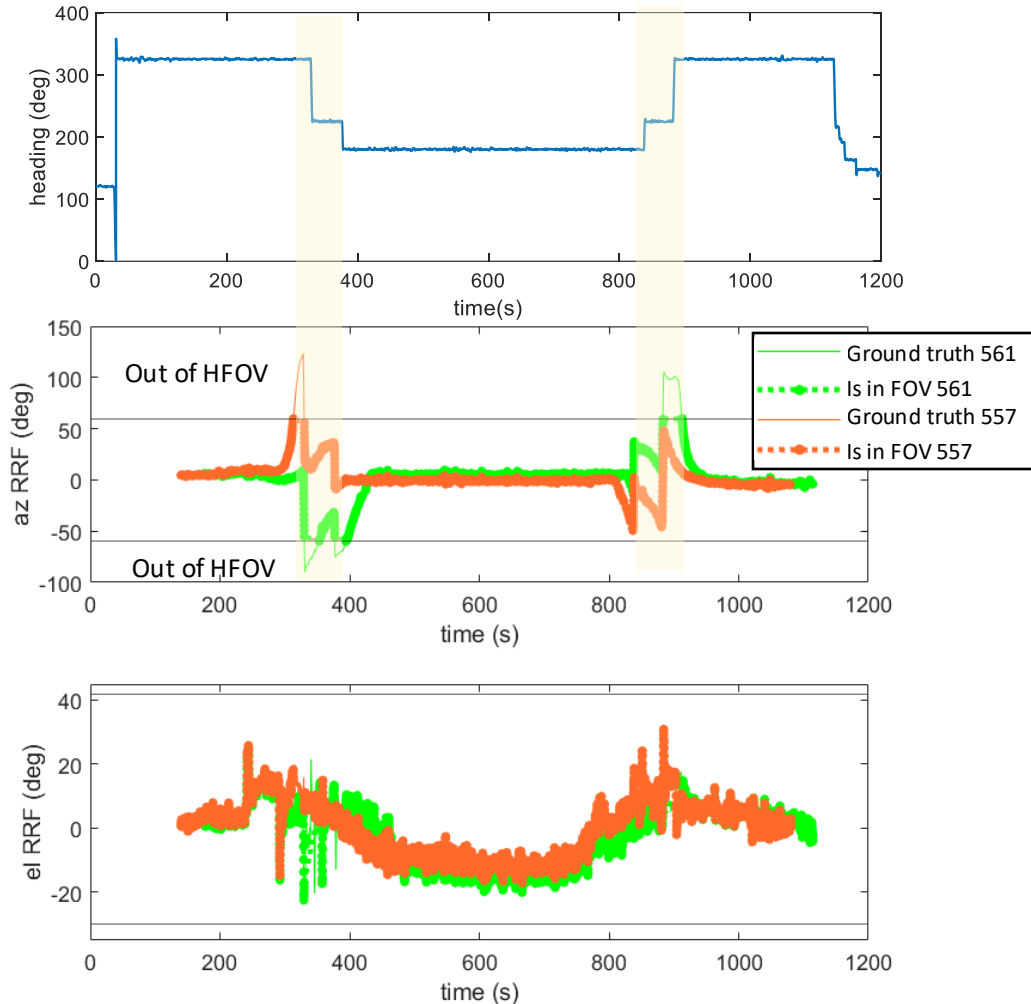 400
300
200
100
0
heading (deg)
0 200 400 600 800 1000 1200
time(s)
150
100
50
0
-50
-100
az RRF (deg)
Out of HFOV
Out of HFOV
Ground truth 561
Is in FOV 561
Ground truth 557
Is in FOV 557
0 200 400 600 800 1000 1200
time (s)
40
20
0
-20
el RRF (deg)
0 200 400 600 800 1000 1200
time (s)